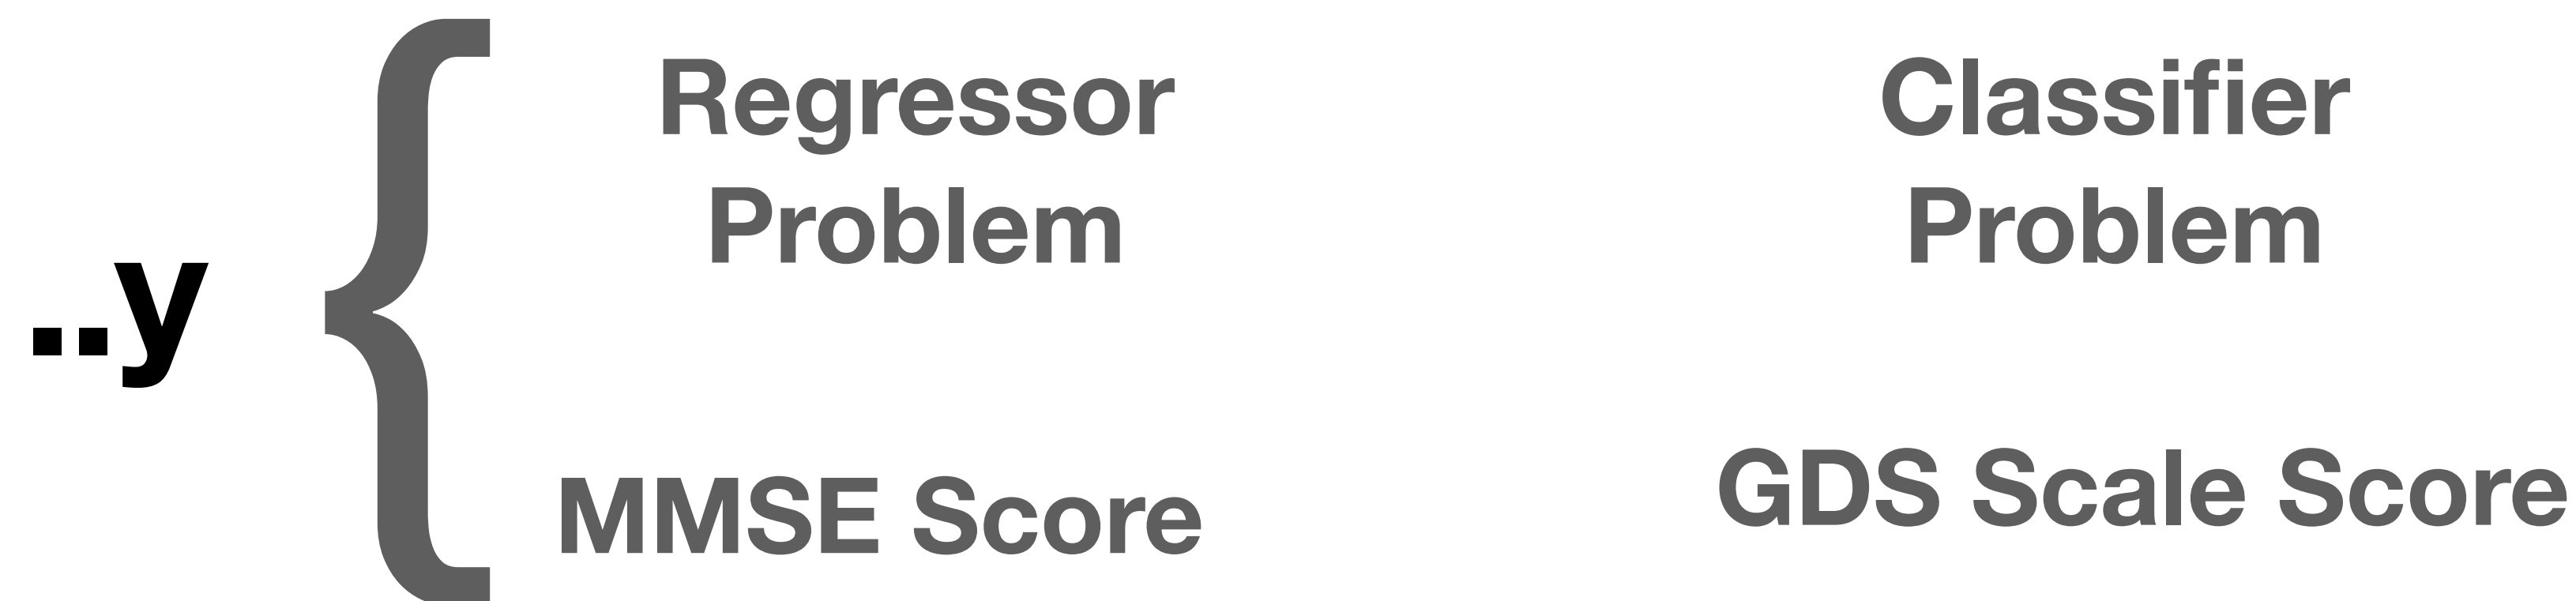 ..y {
Regressor
Problem
MMSE Score
Classifier
Problem
GDS Scale Score